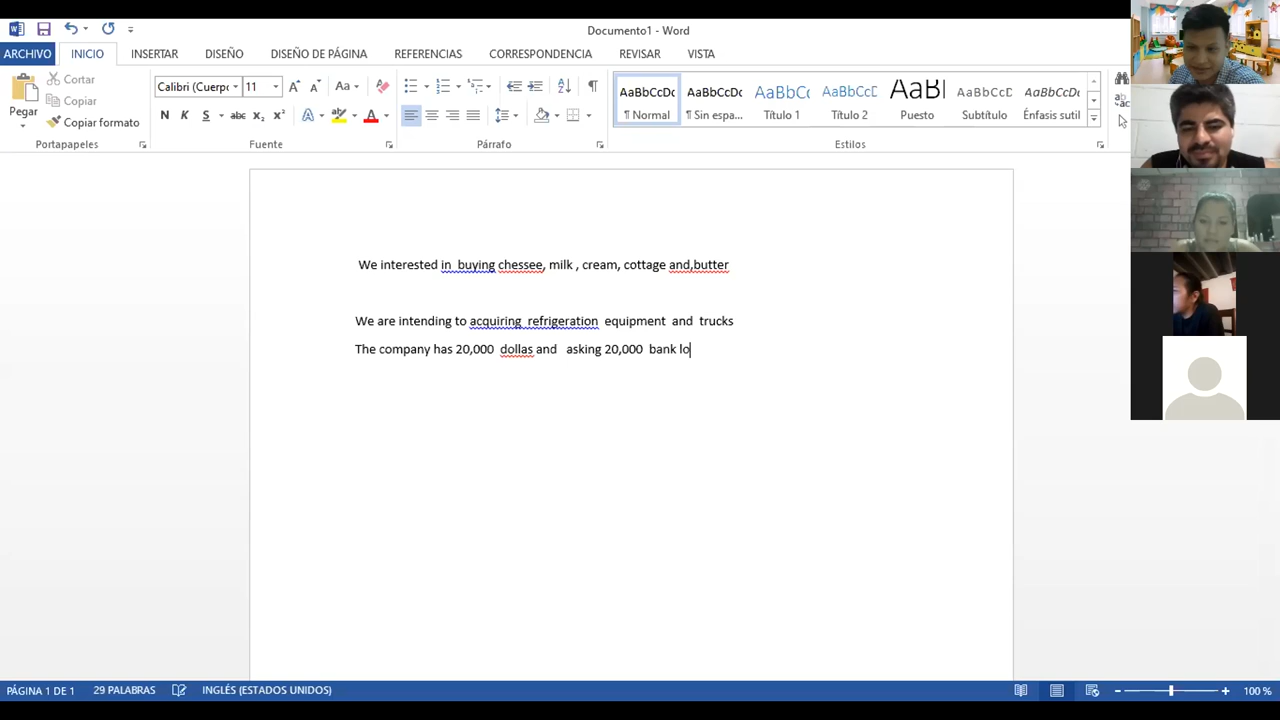 Documento1 - Word
ARCHIVO INICIO INSERTAR DISEÑO DISEÑO DE PÁGINA REFERENCIAS CORRESPONDENCIA REVISAR VISTA
Pegar
Cortar
Copiar
Copiar formato
Calibri (Cuerpo 11
N K S abc x₂ x² A A
AaBbCcDc AaBbCcDc AaBbCc AaBbCcD AaBl AaBbCcD AaBbCcDc
¶ Normal ¶ Sin espa... Título 1 Título 2 Puesto Subtítulo Énfasis sutil
Portapapeles Fuente Párrafo Estilos
We interested in buying chessee, milk , cream, cottage and,butter
We are intending to acquiring refrigeration equipment and trucks
The company has 20,000 dollas and asking 20,000 bank lo
PÁGINA 1 DE 1 29 PALABRAS INGLÉS (ESTADOS UNIDOS) 100 %